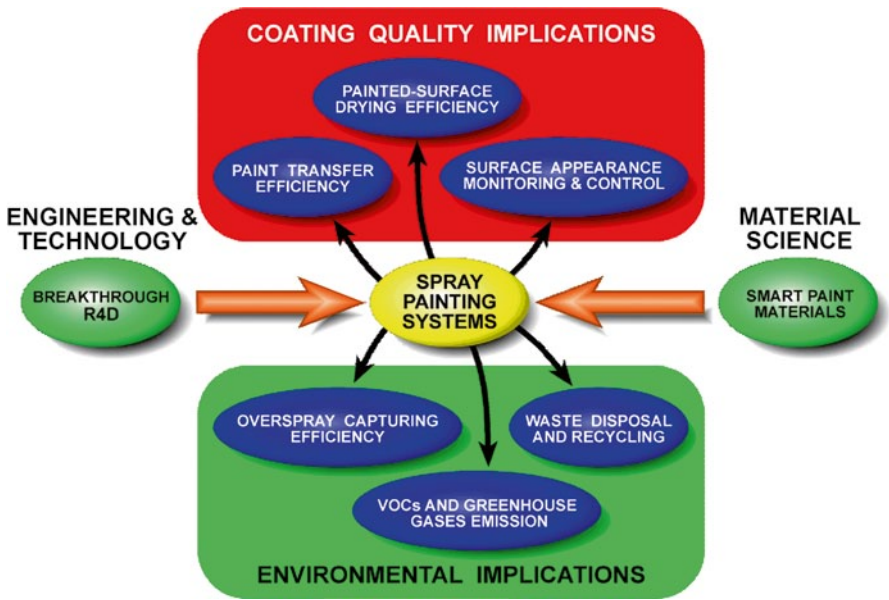 COATING QUALITY IMPLICATIONS
PAINTED-SURFACE
DRYING EFFICIENCY
PAINT TRANSFER
EFFICIENCY
SURFACE APPEARANCE
MONITORING & CONTROL
ENGINEERING &
TECHNOLOGY
BREAKTHROUGH
R4D
SPRAY
PAINTING
SYSTEMS
MATERIAL
SCIENCE
SMART PAINT
MATERIALS
OVERSPRAY CAPTURING
EFFICIENCY
WASTE DISPOSAL
AND RECYCLING
VOCs AND GREENHOUSE
GASES EMISSION
ENVIRONMENTAL IMPLICATIONS